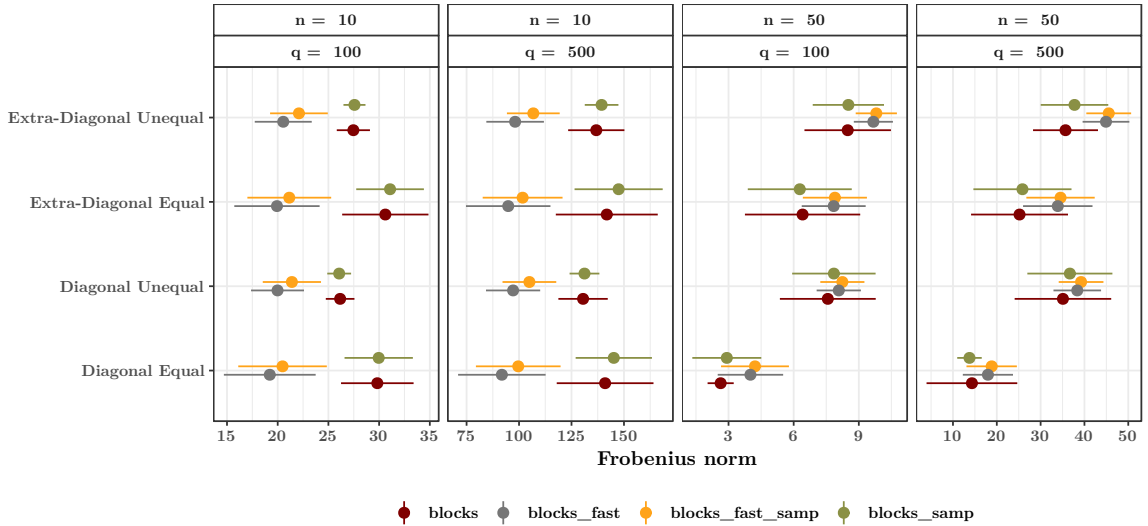 n = 10 n = 10 n = 50 n = 50
q = 100 q = 500 q = 100 q = 500
Extra-Diagonal Unequal
Extra-Diagonal Equal
Diagonal Unequal
Diagonal Equal
15 20 25 30 35 75 100 125 150 3 6 9 10 20 30 40 50
Frobenius norm
blocks blocks_fast blocks_fast_samp blocks_samp